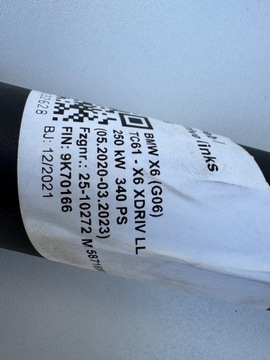 links
BMW X6 (G06)
TC61 - X6 XDRIV LL
250 kW 340 PS
(05.2020-03.2023)
Fzgnr.: 25-10272 M
FIN: 9K70166
BJ: 12/2021